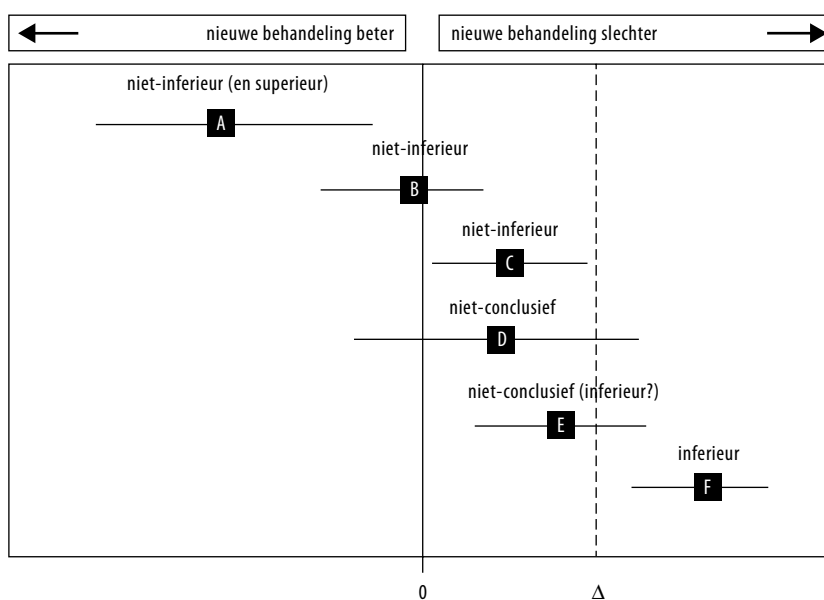 nieuwe behandeling beter
nieuwe behandeling slechter
niet-inferieur (en superieur)
A
niet-inferieur
B
niet-inferieur
C
niet-conclusief
D
niet-conclusief (inferieur?)
E
inferieur
F
0 Δ